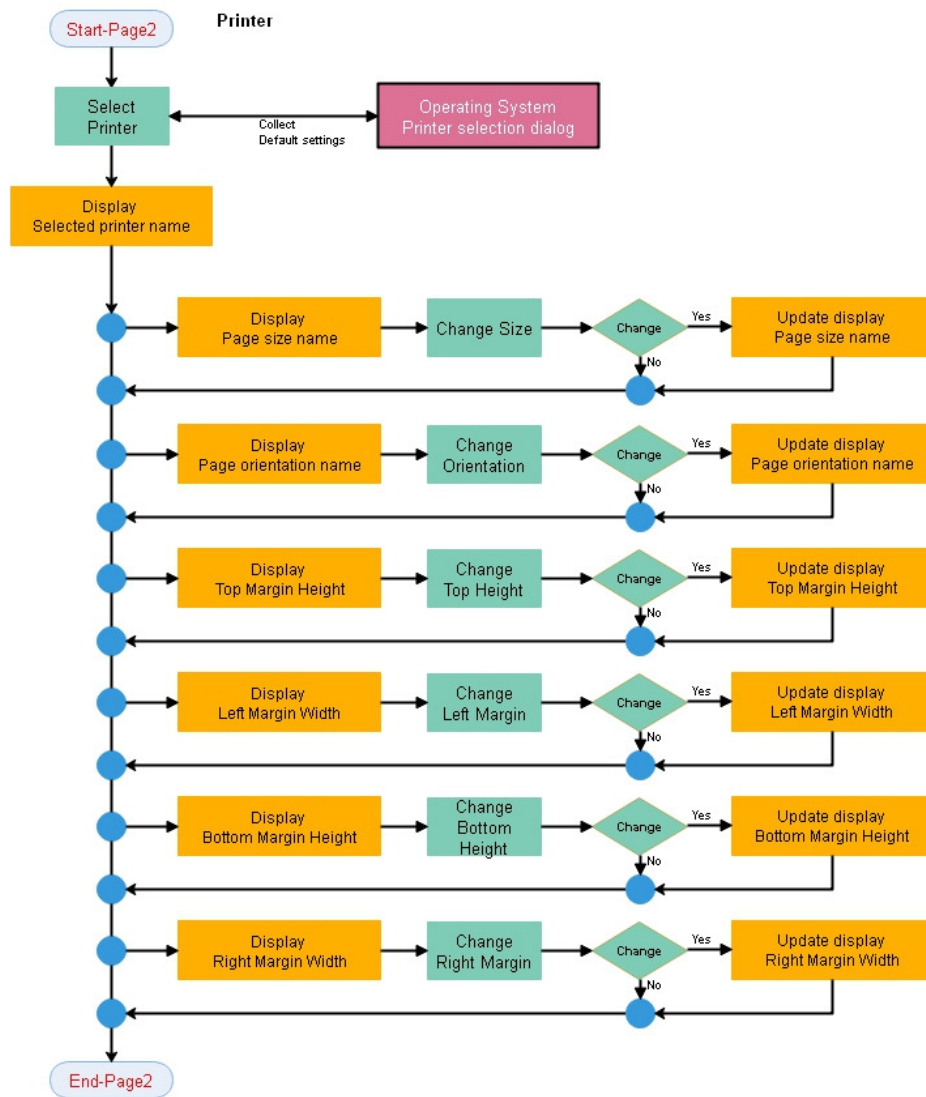 Start-Page2
Printer
Select
Printer
Collect
Default settings
Operating System
Printer selection dialog
Display
Selected printer name
Display
Page size name
Change Size
Change
Yes
Update display
Page size name
No
Display
Page orientation name
Change
Orientation
Change
Yes
Update display
Page orientation name
No
Display
Top Margin Height
Change
Top Height
Change
Yes
Update display
Top Margin Height
No
Display
Left Margin Width
Change
Left Margin
Change
Yes
Update display
Left Margin Width
No
Display
Bottom Margin Height
Change
Bottom
Height
Change
Yes
Update display
Bottom Margin Height
No
Display
Right Margin Width
Change
Right Margin
Change
Yes
Update display
Right Margin Width
No
End-Page2